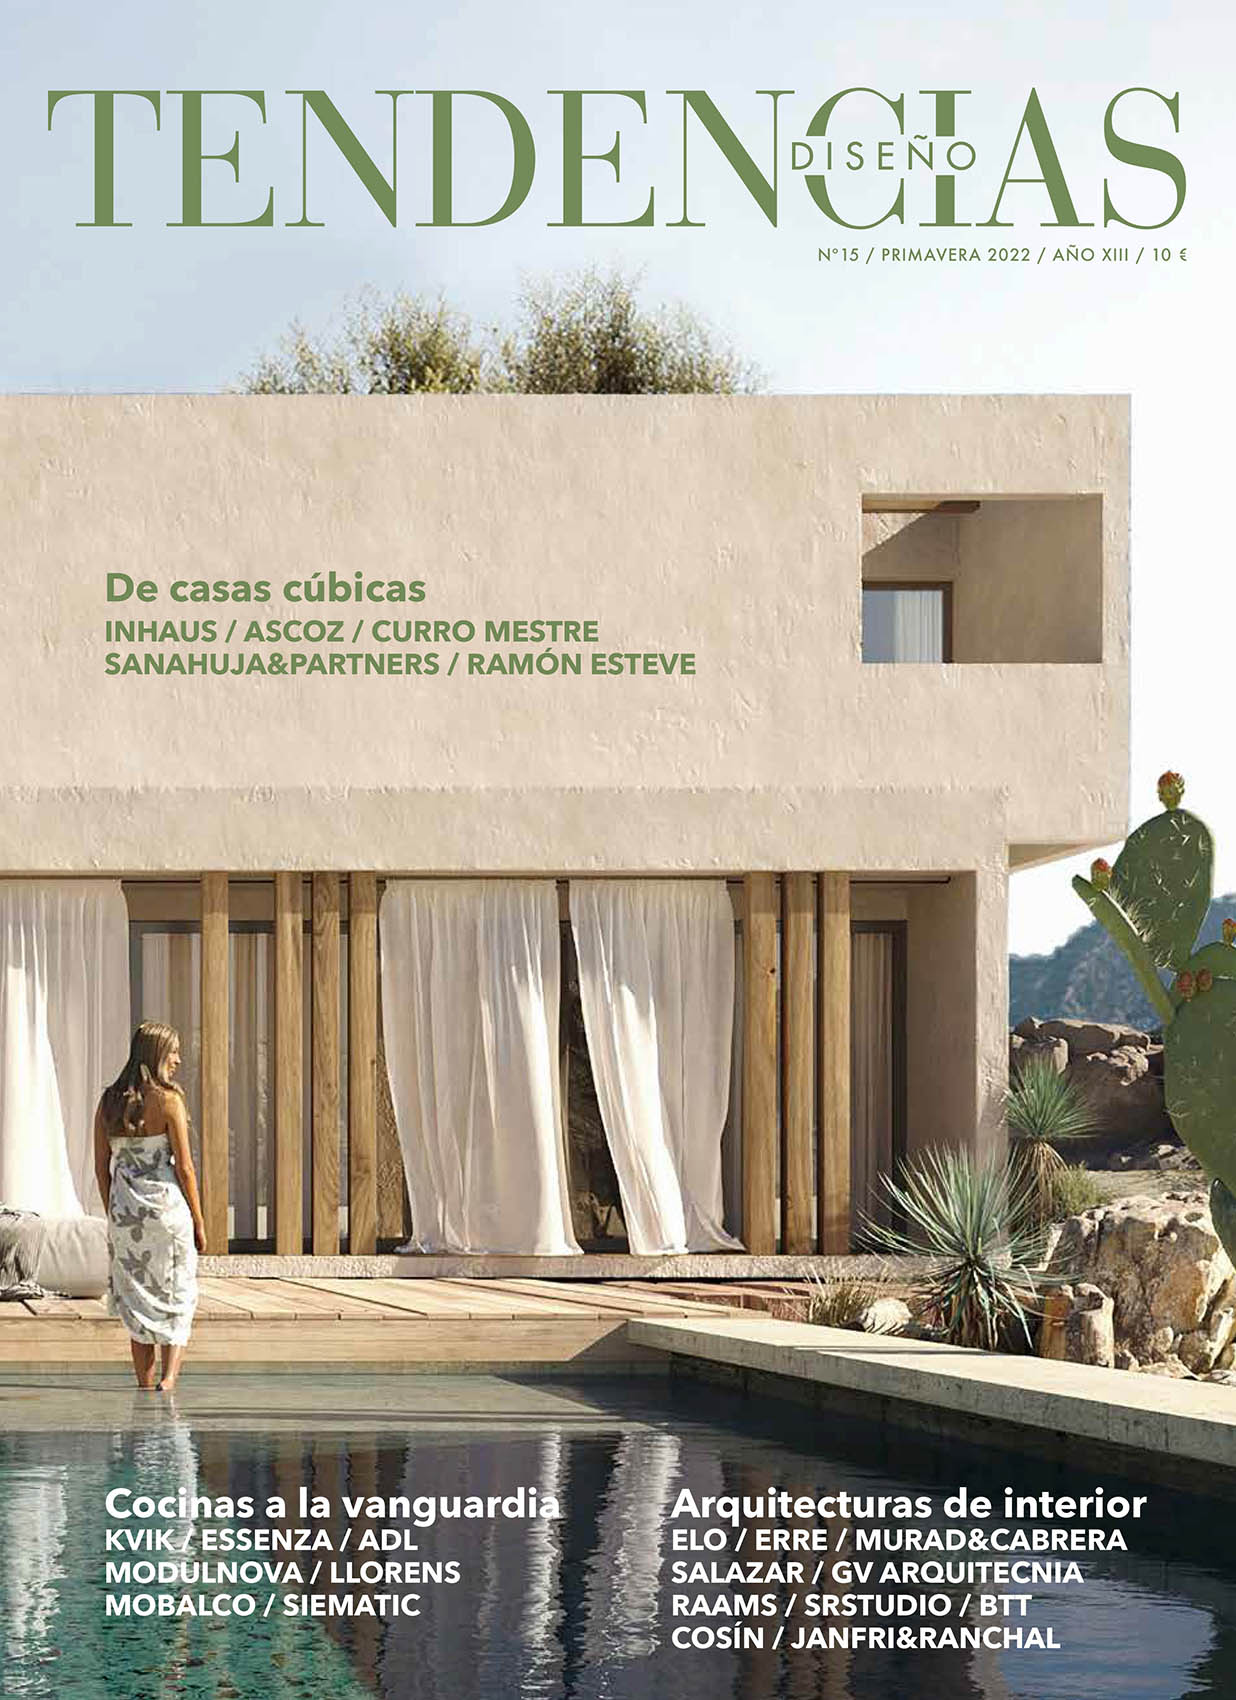 TENDENCIAS
DISEÑO
Nº15 / PRIMAVERA 2022 / AÑO XIII / 10 €
De casas cúbicas
INHAUS / ASCOZ / CURRO MESTRE
SANAHUJA&PARTNERS / RAMÓN ESTEVE
Cocinas a la vanguardia
KVIK / ESSENZA / ADL
MODULNOVA / LLORENS
MOBALCO / SIEMATIC
Arquitecturas de interior
ELO / ERRE / MURAD&CABRERA
SALAZAR / GV ARQUITECNIA
RAAMS / SRSTUDIO / BTT
COSÍN / JANFRI&RANCHAL